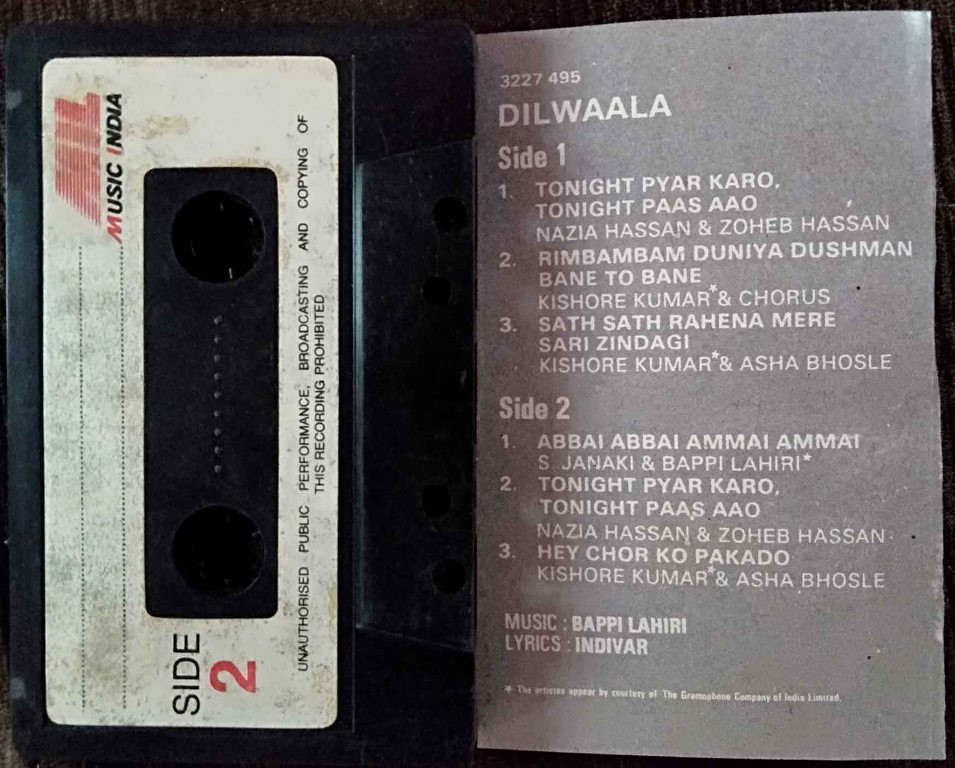 MIL
MUSIC INDIA
UNAUTHORISED PUBLIC PERFORMANCE, BROADCASTING AND COPYING OF
THIS RECORDING PROHIBITED
SIDE
2
3227 495
DILWAALA
Side 1
1. TONIGHT PYAR KARO,
TONIGHT PAAS AAO
NAZIA HASSAN & ZOHEB HASSAN
2. RIMBAMBAM DUNIYA DUSHMAN
BANE TO BANE
KISHORE KUMAR*& CHORUS
3. SATH SATH RAHENA MERE
SARI ZINDAGI
KISHORE KUMAR*& ASHA BHOSLE
Side 2
1. ABBAI ABBAI AMMAI AMMAI
S. JANAKI & BAPPI LAHIRI*
2. TONIGHT PYAR KARO,
TONIGHT PAAS AAO
NAZIA HASSAN & ZOHEB HASSAN
3. HEY CHOR KO PAKADO
KISHORE KUMAR*& ASHA BHOSLE
MUSIC : BAPPI LAHIRI
LYRICS : INDIVAR
* The artistes appear by courtesy of The Gramophone Company of India Limited.